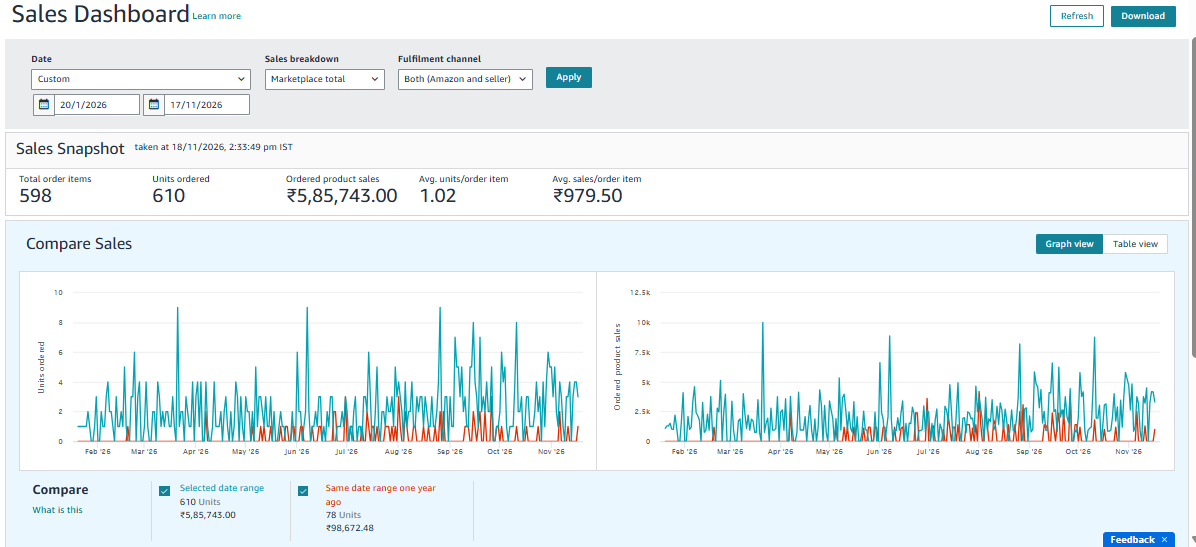 Sales Dashboard Learn more
Refresh Download
Date Sales breakdown Fulfilment channel
Custom Marketplace total Both (Amazon and seller) Apply
20/1/2026 17/11/2026
Sales Snapshot taken at 18/11/2026, 2:33:49 pm IST
Total order items Units ordered Ordered product sales Avg. units/order item Avg. sales/order item
598 610 ₹5,85,743.00 1.02 ₹979.50
Compare Sales
Graph view Table view
Units ordered
10
8
6
4
2
0
Feb '26 Mar '26 Apr '26 May '26 Jun '26 Jul '26 Aug '26 Sep '26 Oct '26 Nov '26
Ordered product sales
12.5k
10k
7.5k
5k
2.5k
0
Feb '26 Mar '26 Apr '26 May '26 Jun '26 Jul '26 Aug '26 Sep '26 Oct '26 Nov '26
Compare
What is this
Selected date range
610 Units
₹5,85,743.00
Same date range one year
ago
78 Units
₹98,672.48
Feedback ×